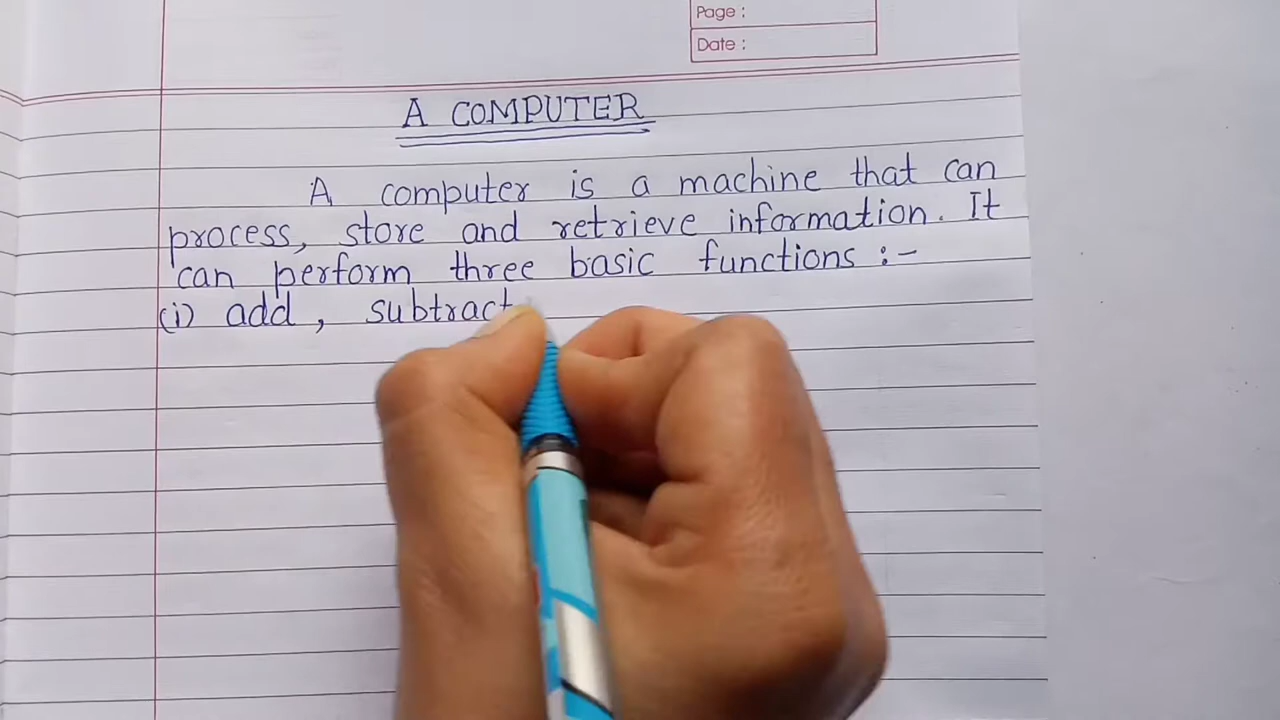 Page :
Date :
A COMPUTER
A computer is a machine that can
process, store and retrieve information. It
can perform three basic functions :-
(i) add , subtract